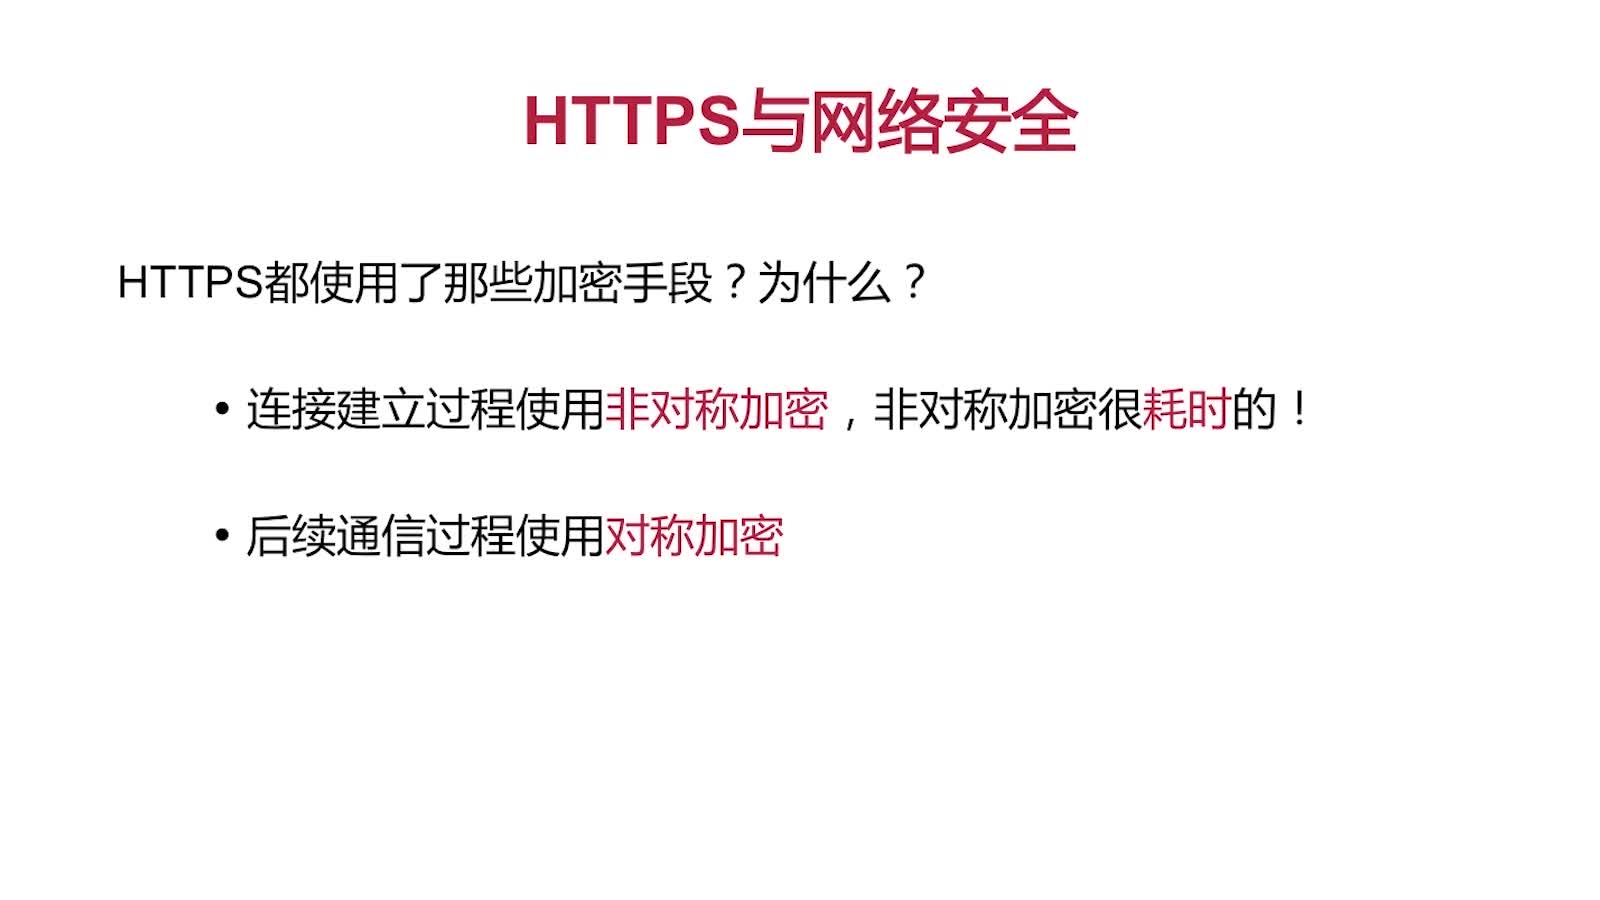 HTTPS与网络安全
HTTPS都使用了那些加密手段？为什么？
• 连接建立过程使用非对称加密，非对称加密很耗时的！
• 后续通信过程使用对称加密